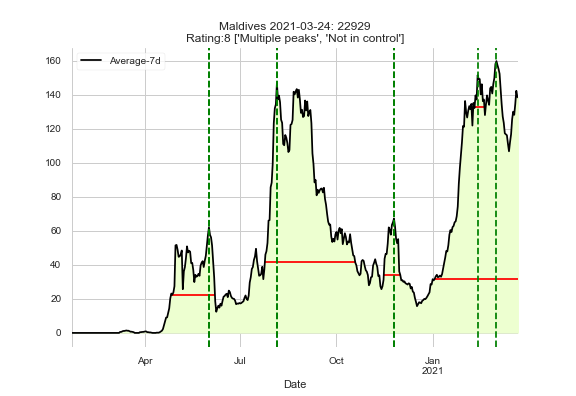 Maldives 2021-03-24: 22929
Rating:8 ['Multiple peaks', 'Not in control']
Average-7d
160
140
120
100
80
60
40
20
0
Apr
Jul
Oct
Jan
2021
Date